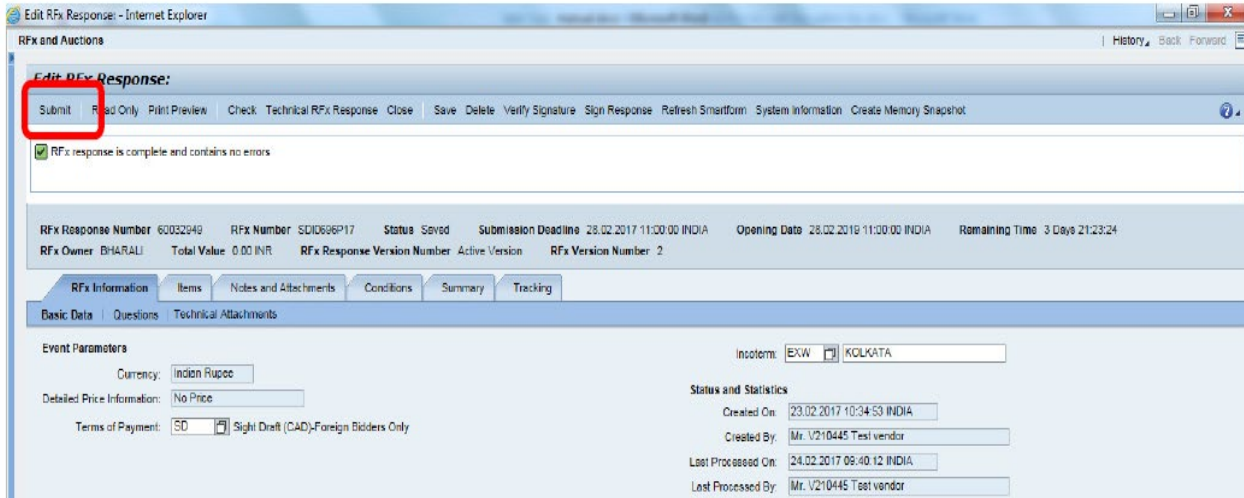 Edit RFx Response: - Internet Explorer
RFx and Auctions
History Back Forward
Edit RFx Response:
Submit Read Only Print Preview Check Technical RFx Response Close Save Delete Verify Signature Sign Response Refresh Smartform System Information Create Memory Snapshot
RFx response is complete and contains no errors
RFx Response Number 60032949 RFx Number SDI0696P17 Status Saved Submission Deadline 28.02.2017 11:00:00 INDIA Opening Date 28.02.2019 11:00:00 INDIA Remaining Time 3 Days 21:23:24
RFx Owner BHARALI Total Value 0.00 INR RFx Response Version Number Active Version RFx Version Number 2
RFx Information Items Notes and Attachments Conditions Summary Tracking
Basic Data Questions Technical Attachments
Event Parameters
Incoterm: EXW KOLKATA
Currency: Indian Rupee
Status and Statistics
Detailed Price Information: No Price
Created On: 23.02.2017 10:34:53 INDIA
Terms of Payment: SD Sight Draft (CAD)-Foreign Bidders Only
Created By: Mr. V210445 Test vendor
Last Processed On: 24.02.2017 09:40:12 INDIA
Last Processed By: Mr. V210445 Test vendor